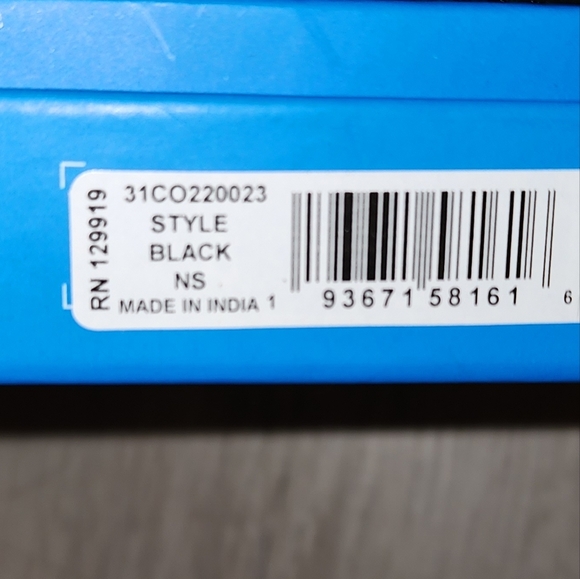 RN 129919
31CO220023
STYLE
BLACK
NS
MADE IN INDIA
1 93671 58161 6